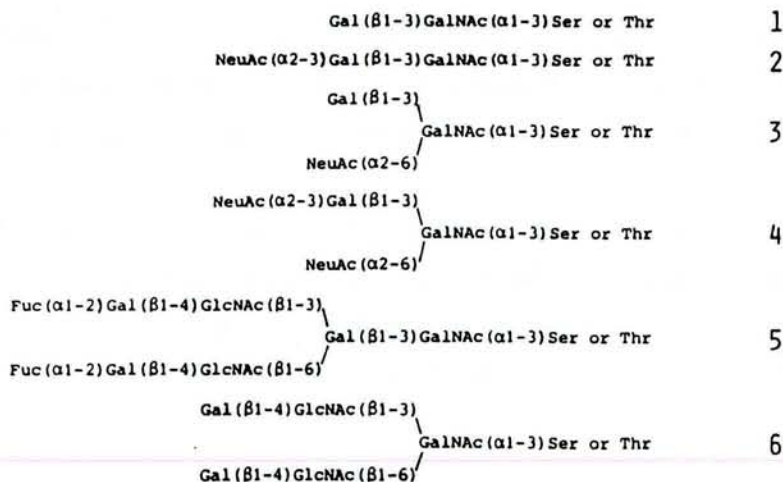 Gal(β1-3)GalNAc(α1-3)Ser or Thr 1
NeuAc(α2-3)Gal(β1-3)GalNAc(α1-3)Ser or Thr 2
Gal(β1-3)
GalNAc(α1-3)Ser or Thr 3
NeuAc(α2-6)
NeuAc(α2-3)Gal(β1-3)
GalNAc(α1-3)Ser or Thr 4
NeuAc(α2-6)
Fuc(α1-2)Gal(β1-4)GlcNAc(β1-3)
Gal(β1-3)GalNAc(α1-3)Ser or Thr 5
Fuc(α1-2)Gal(β1-4)GlcNAc(β1-6)
Gal(β1-4)GlcNAc(β1-3)
GalNAc(α1-3)Ser or Thr 6
Gal(β1-4)GlcNAc(β1-6)